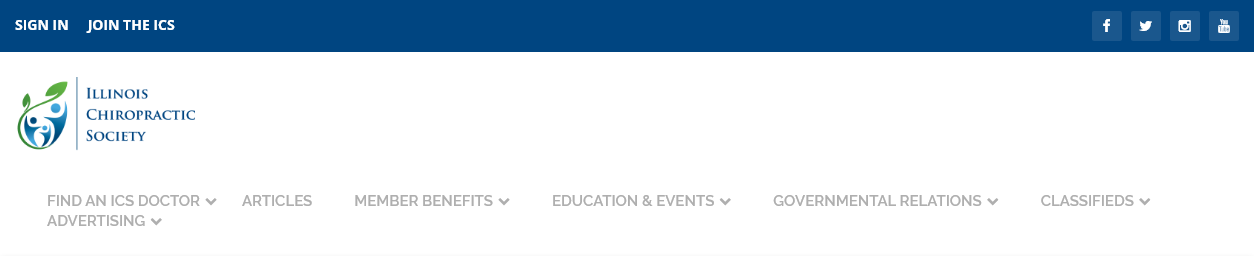 SIGN IN JOIN THE ICS
Illinois
Chiropractic
Society
FIND AN ICS DOCTOR ARTICLES MEMBER BENEFITS EDUCATION & EVENTS GOVERNMENTAL RELATIONS CLASSIFIEDS
ADVERTISING